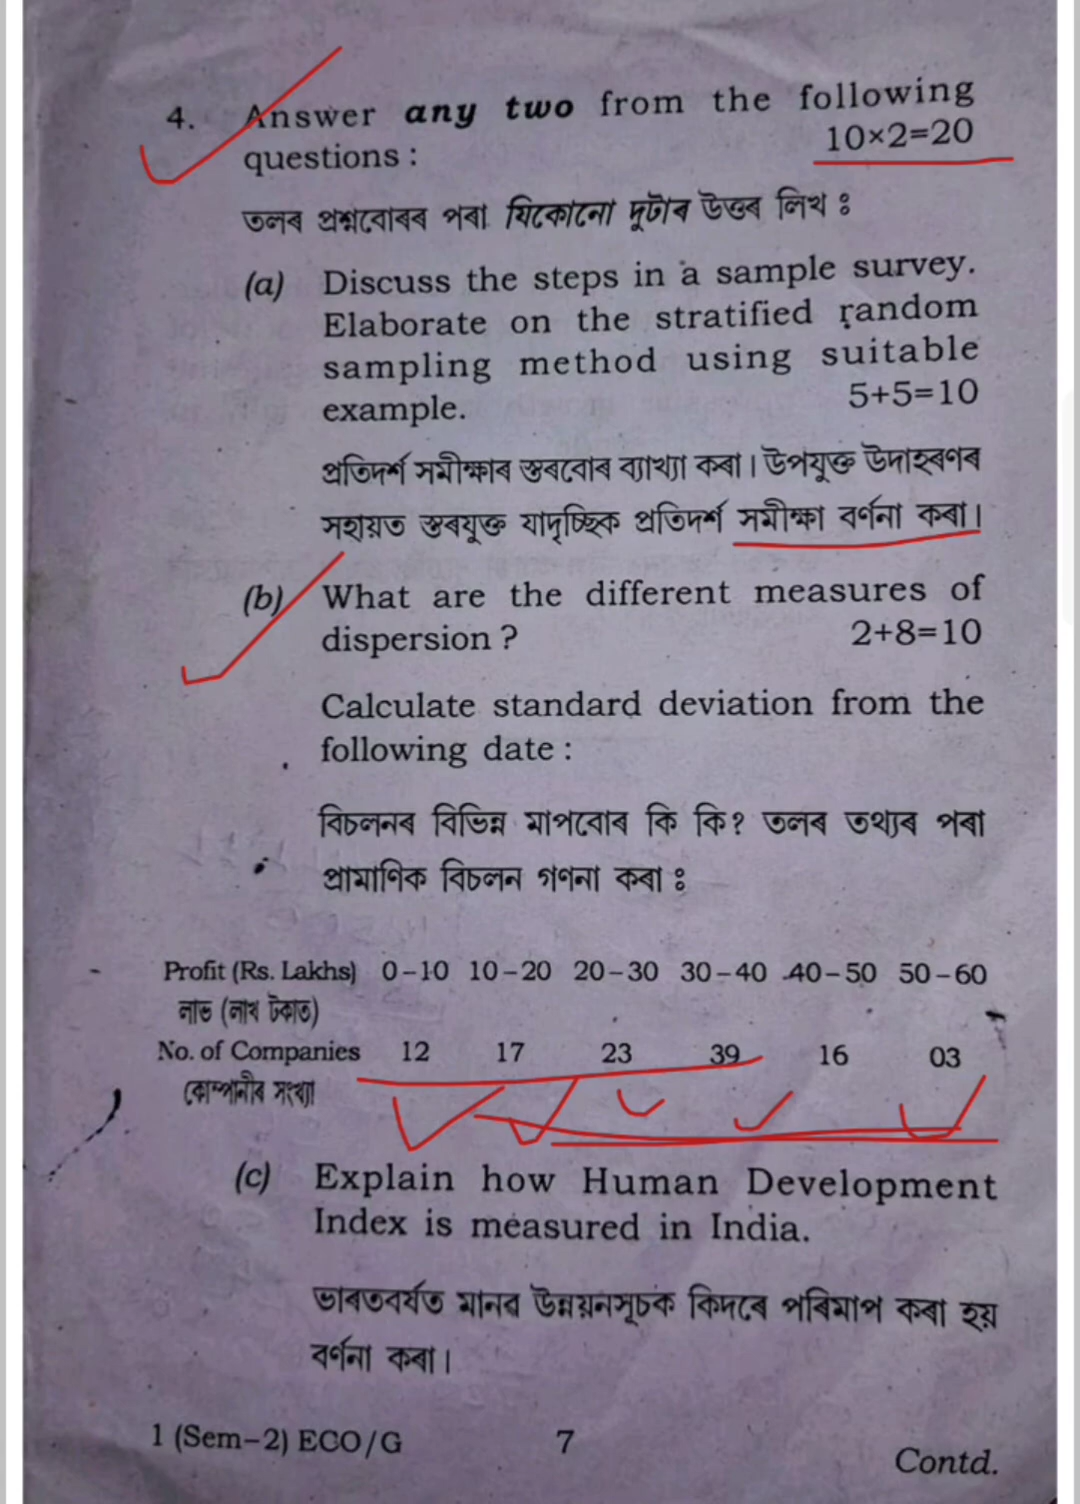 4. Answer any two from the following
questions : 10×2=20
তলৰ প্ৰশ্নবোৰৰ পৰা যিকোনো দুটাৰ উত্তৰ লিখ ঃ
(a) Discuss the steps in a sample survey.
Elaborate on the stratified random
sampling method using suitable
example. 5+5=10
প্ৰতিদৰ্শ সমীক্ষাৰ স্তৰবোৰ ব্যাখ্যা কৰা। উপযুক্ত উদাহৰণৰ
সহায়ত স্তৰযুক্ত যাদৃচ্ছিক প্ৰতিদৰ্শ সমীক্ষা বৰ্ণনা কৰা।
(b) What are the different measures of
dispersion ? 2+8=10
Calculate standard deviation from the
following date :
বিচলনৰ বিভিন্ন মাপবোৰ কি কি? তলৰ তথ্যৰ পৰা
প্ৰামাণিক বিচলন গণনা কৰা ঃ
Profit (Rs. Lakhs) 0–10 10–20 20–30 30–40 40–50 50–60
লাভ (লাখ টকাত)
No. of Companies 12 17 23 39 16 03
কোম্পানীৰ সংখ্যা
(c) Explain how Human Development
Index is measured in India.
ভাৰতবৰ্যত মানৱ উন্নয়নসূচক কিদৰে পৰিমাপ কৰা হয়
বৰ্ণনা কৰা।
1 (Sem–2) ECO/G 7 Contd.